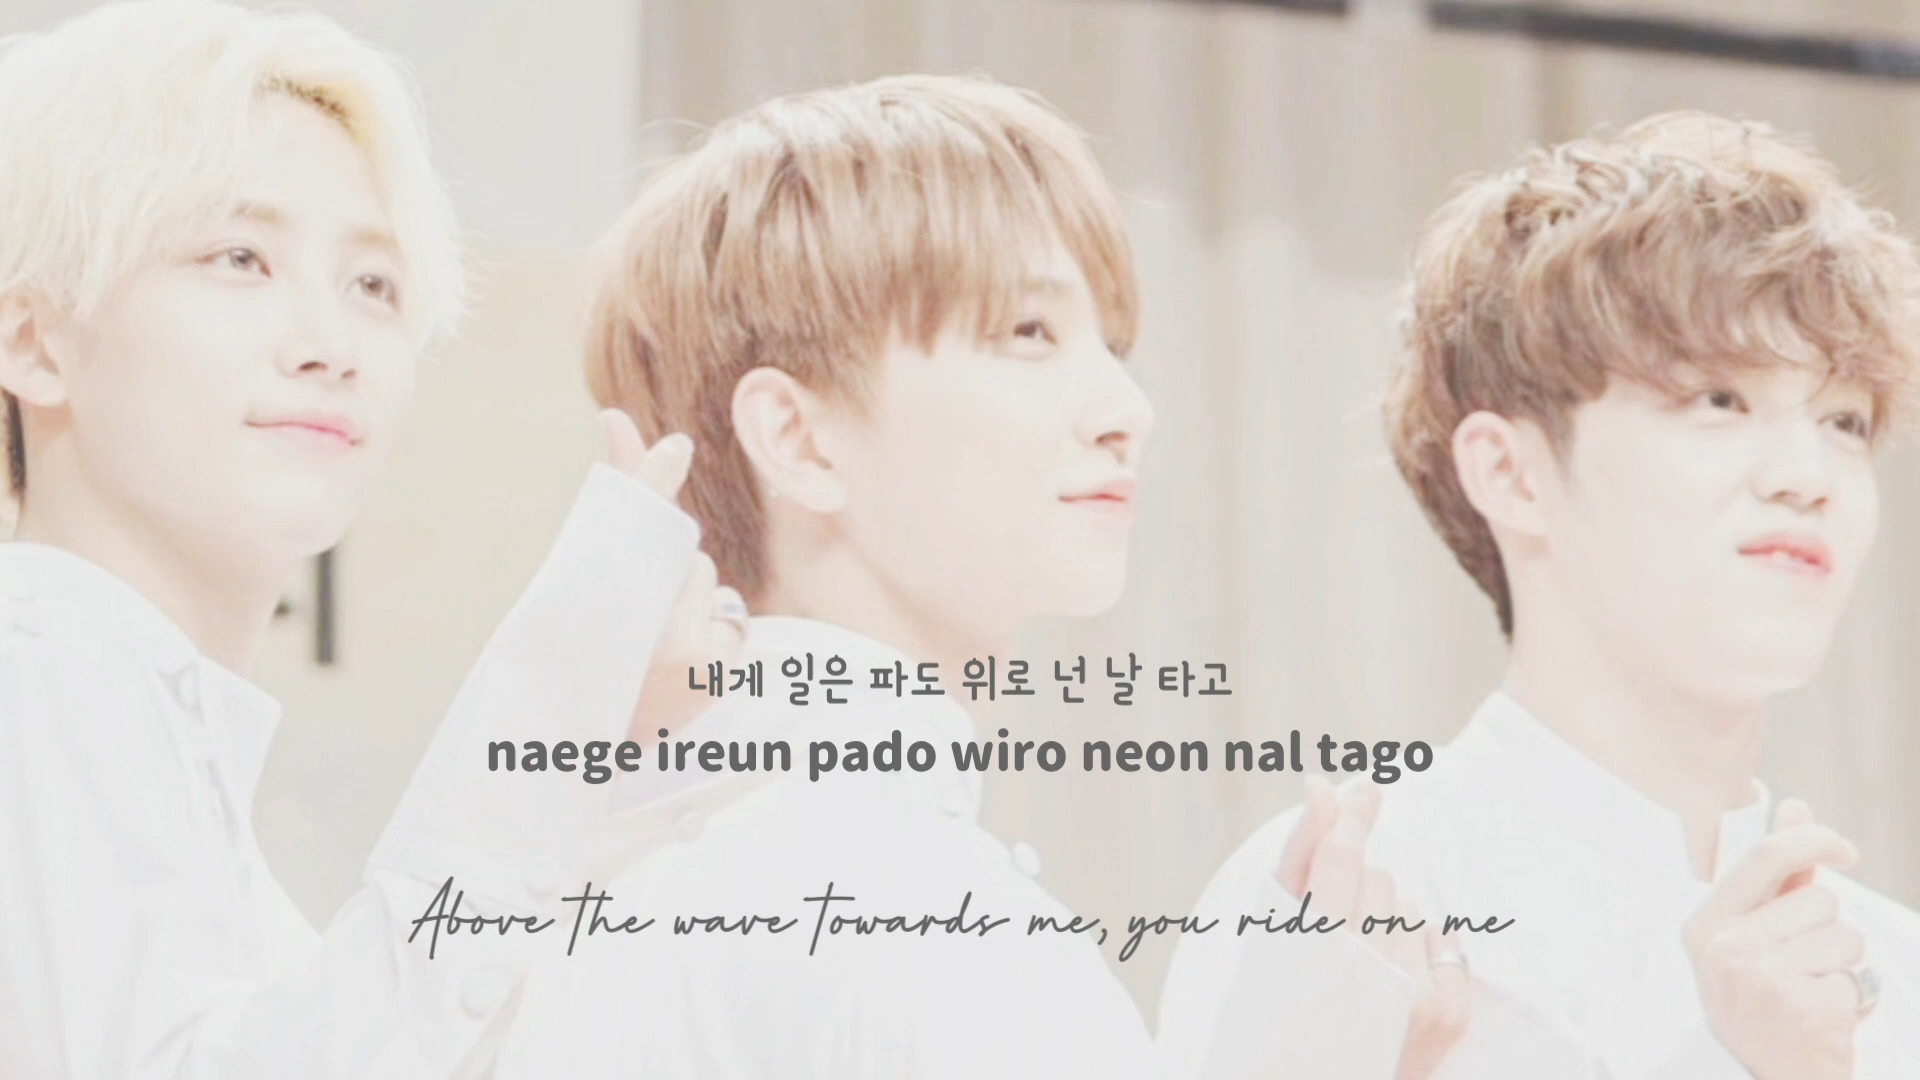 내게 일은 파도 위로 넌 날 타고
naege ireun pado wiro neon nal tago
Above the wave towards me, you ride on me